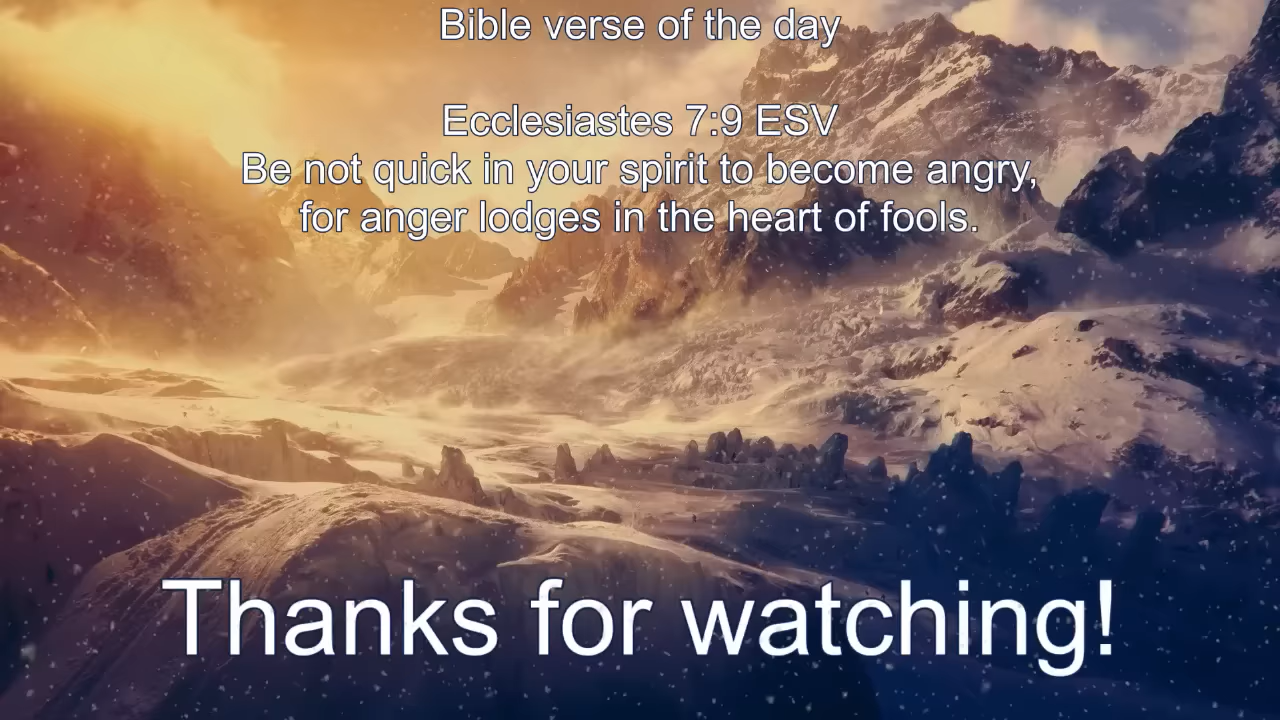 Bible verse of the day
Ecclesiastes 7:9 ESV
Be not quick in your spirit to become angry,
for anger lodges in the heart of fools.
Thanks for watching!